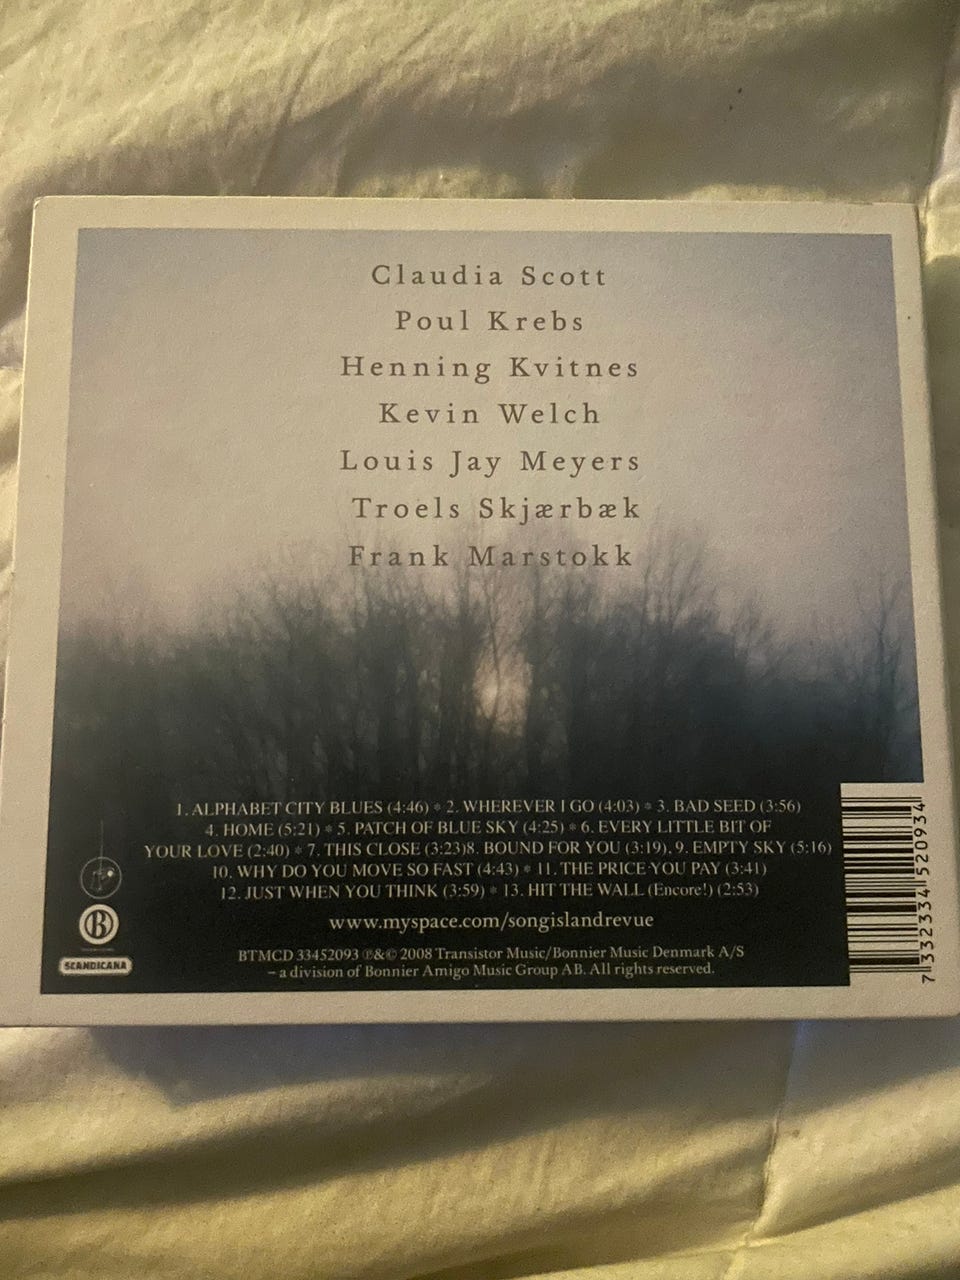 Claudia Scott
Poul Krebs
Henning Kvitnes
Kevin Welch
Louis Jay Meyers
Troels Skjærbæk
Frank Marstokk
1. ALPHABET CITY BLUES (4:46) * 2. WHEREVER I GO (4:03) * 3. BAD SEED (3:56)
4. HOME (5:21) * 5. PATCH OF BLUE SKY (4:25) * 6. EVERY LITTLE BIT OF
YOUR LOVE (2:40) * 7. THIS CLOSE (3:23)8. BOUND FOR YOU (3:19), 9. EMPTY SKY (5:16)
10. WHY DO YOU MOVE SO FAST (4:43) * 11. THE PRICE YOU PAY (3:41)
12. JUST WHEN YOU THINK (3:59) * 13. HIT THE WALL (Encore!) (2:53)
www.myspace.com/songislandrevue
BTMCD 33452093 ℗&© 2008 Transistor Music/Bonnier Music Denmark A/S
– a division of Bonnier Amigo Music Group AB. All rights reserved.
B
SCANDICANA
7 332334 520934